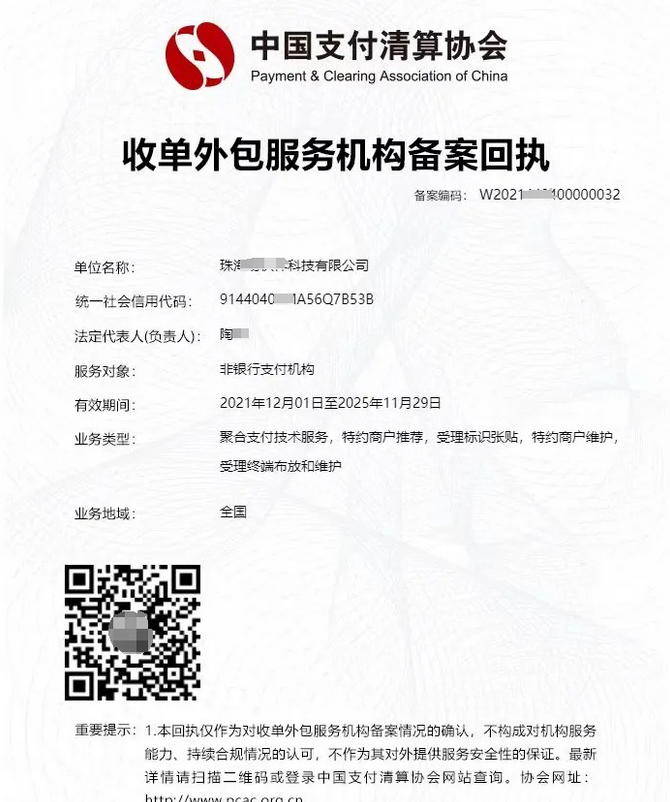 中国支付清算协会
Payment & Clearing Association of China
收单外包服务机构备案回执
备案编码： W2021 400000032
单位名称： 珠海 科技有限公司
统一社会信用代码： 9144040 A56Q7B53B
法定代表人(负责人)： 陶
服务对象： 非银行支付机构
有效期间： 2021年12月01日至2025年11月29日
业务类型： 聚合支付技术服务，特约商户推荐，受理标识张贴，特约商户维护，
受理终端布放和维护
业务地域： 全国
重要提示： 1.本回执仅作为对收单外包服务机构备案情况的确认，不构成对机构服务
能力、持续合规情况的认可，不作为其对外提供服务安全性的保证。最新
详情请扫描二维码或登录中国支付清算协会网站查询。协会网址：
http://www.pcac.org.cn